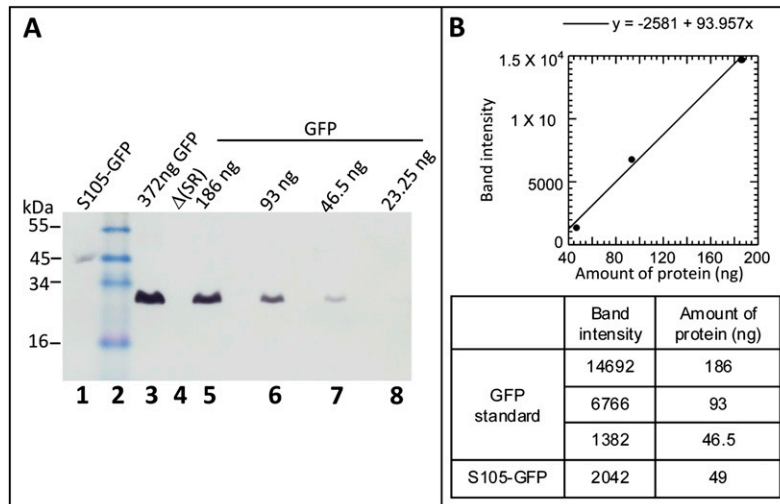 A
GFP
S105-GFP
372ng GFP
Δ(SR)
186 ng
93 ng
46.5 ng
23.25 ng
kDa
55
45
34
16
1 2 3 4 5 6 7 8
B
y = -2581 + 93.957x
1.5 X 10⁴
1 X 10⁴
5000
0
Band intensity
40 80 120 160 200
Amount of protein (ng)
Band intensity
Amount of protein (ng)
GFP standard
14692 186
6766 93
1382 46.5
S105-GFP 2042 49